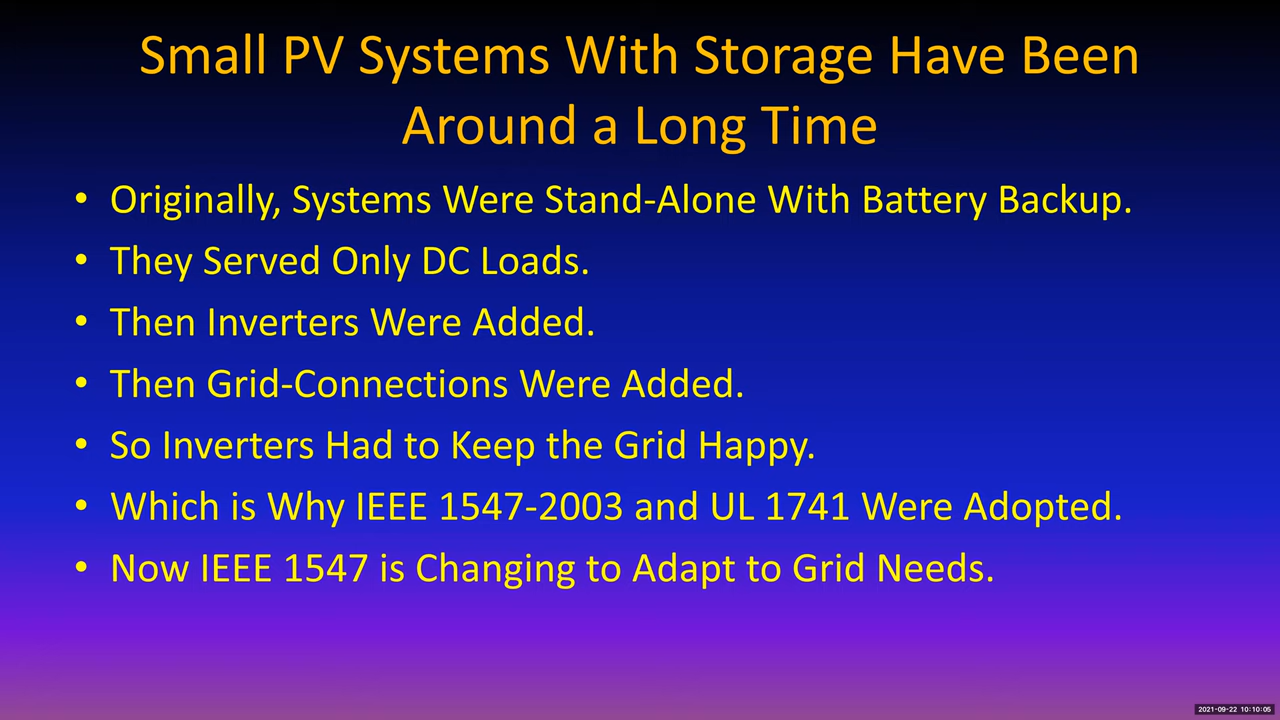 Small PV Systems With Storage Have Been
Around a Long Time
• Originally, Systems Were Stand-Alone With Battery Backup.
• They Served Only DC Loads.
• Then Inverters Were Added.
• Then Grid-Connections Were Added.
• So Inverters Had to Keep the Grid Happy.
• Which is Why IEEE 1547-2003 and UL 1741 Were Adopted.
• Now IEEE 1547 is Changing to Adapt to Grid Needs.
2021-09-22 10:10:05